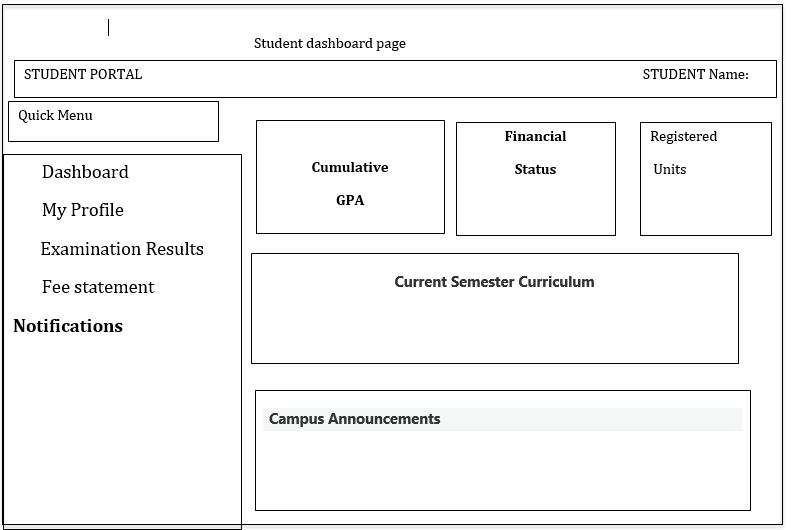 Student dashboard page
STUDENT PORTAL
STUDENT Name:
Quick Menu
Dashboard
My Profile
Examination Results
Fee statement
Notifications
Cumulative
GPA
Financial
Status
Registered
Units
Current Semester Curriculum
Campus Announcements